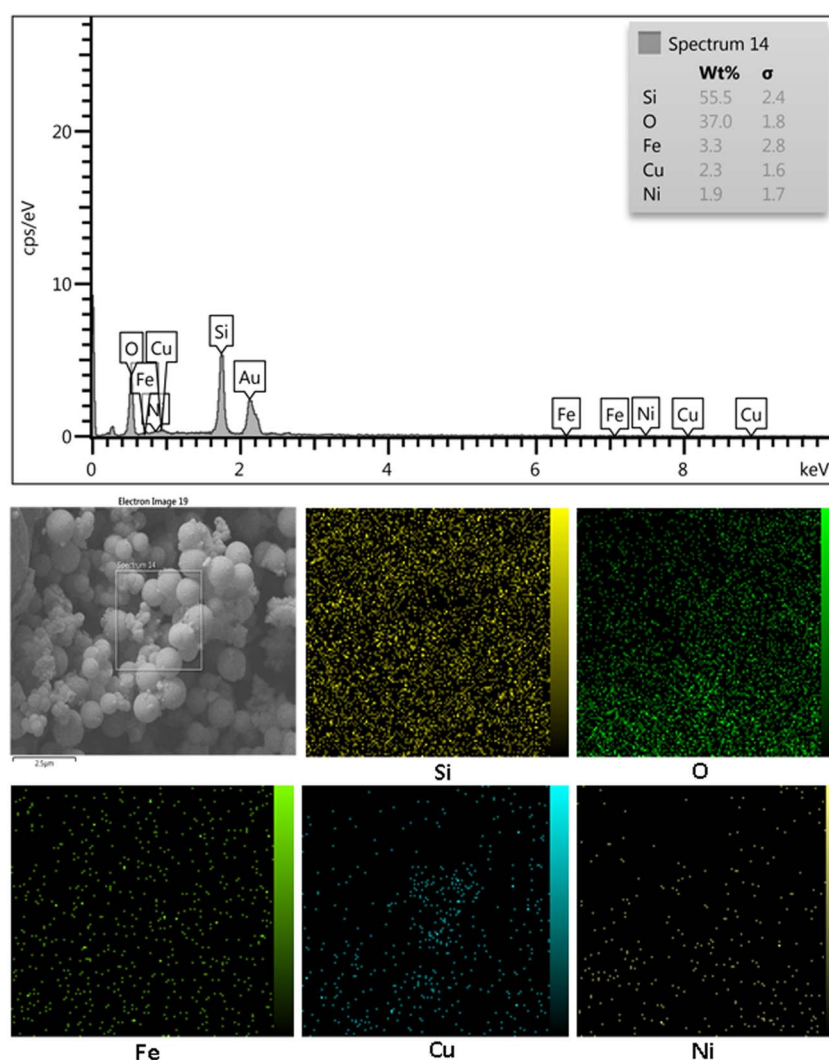 Spectrum 14
Wt% σ
Si 55.5 2.4
O 37.0 1.8
Fe 3.3 2.8
Cu 2.3 1.6
Ni 1.9 1.7
cps/eV
20
10
0
O
Fe
Cu
Ni
Si
Au
Fe
Fe
Ni
Cu
Cu
0 2 4 6 8 keV
Electron Image 19
Spectrum 14
2.5μm
Si
O
Fe
Cu
Ni